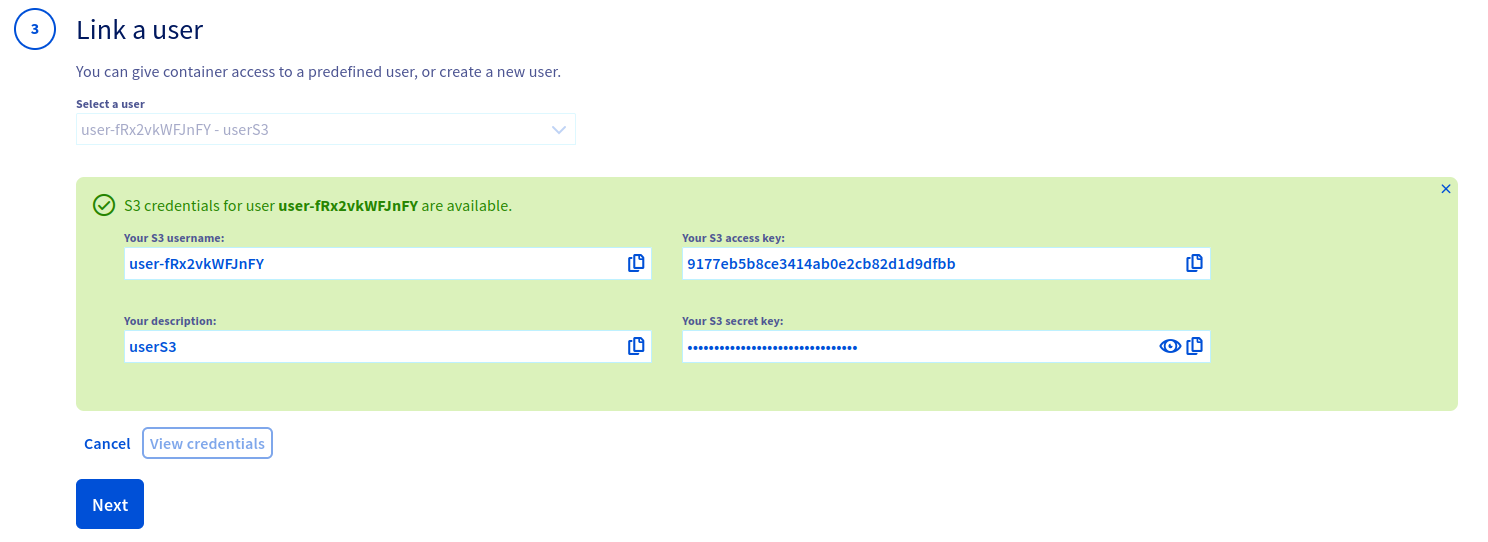 3
Link a user
You can give container access to a predefined user, or create a new user.
Select a user
user-fRx2vkWFJnFY - userS3
S3 credentials for user user-fRx2vkWFJnFY are available.
Your S3 username:
user-fRx2vkWFJnFY
Your S3 access key:
9177eb5b8ce3414ab0e2cb82d1d9dfbb
Your description:
userS3
Your S3 secret key:
••••••••••••••••••••••••••••••••
Cancel
View credentials
Next